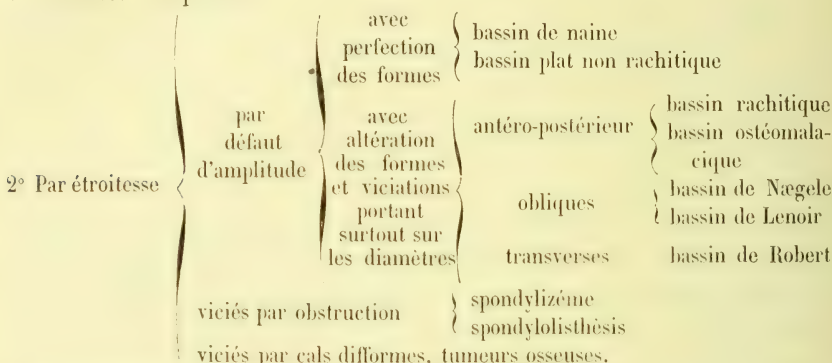 avec
perfection
des formes
bassin de naine
bassin plat non rachitique
par
défaut
d'amplitude
avec
altération
des formes
et viciations
portant
surtout sur
les diamètres
antéro-postérieur
bassin rachitique
bassin ostéomala-
cique
2° Par étroitesse
obliques
bassin de Nægele
bassin de Lenoir
transverses
bassin de Robert
viciés par obstruction
spondylizéme
spondylolisthèsis
viciés par cals difformes, tumeurs osseuses.